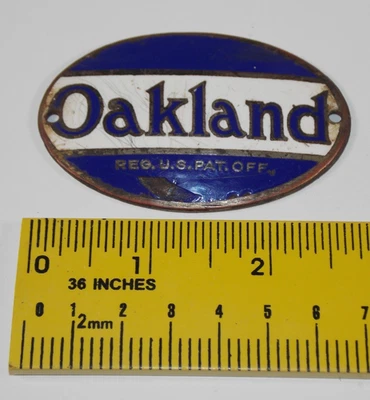 Oakland
REG. U.S. PAT. OFF.
0 1 2
36 INCHES
0 1 2 3 4 5 6 7
2mm